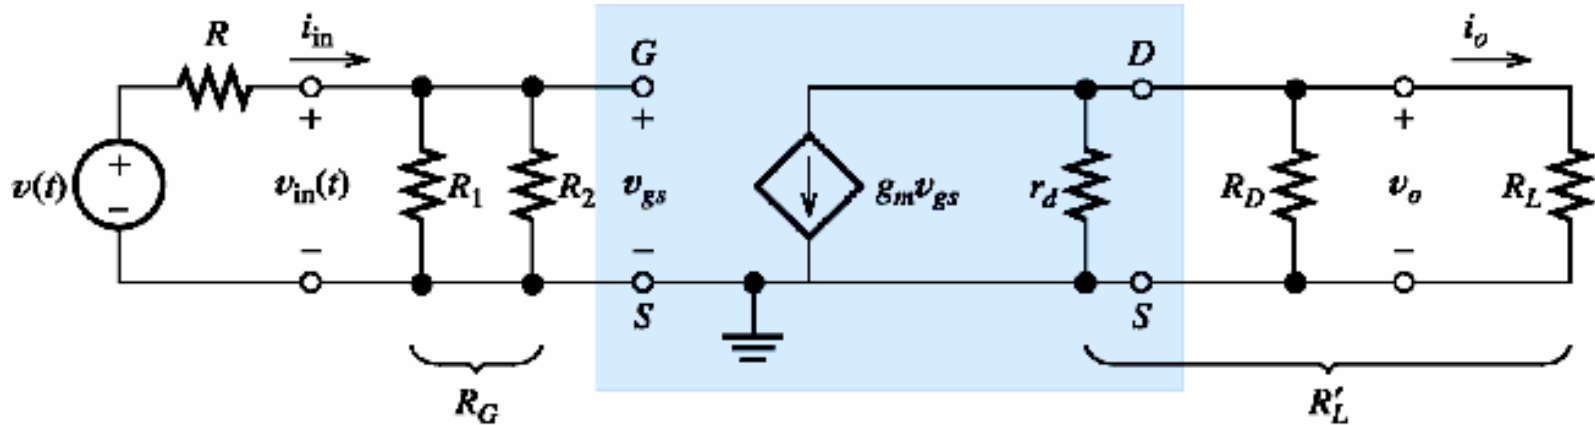 R i_in G D i_o
+ + +
v(t) + − v_in(t) R_1 R_2 v_gs g_m v_gs r_d R_D v_o R_L
− − −
S S
R_G R′_L